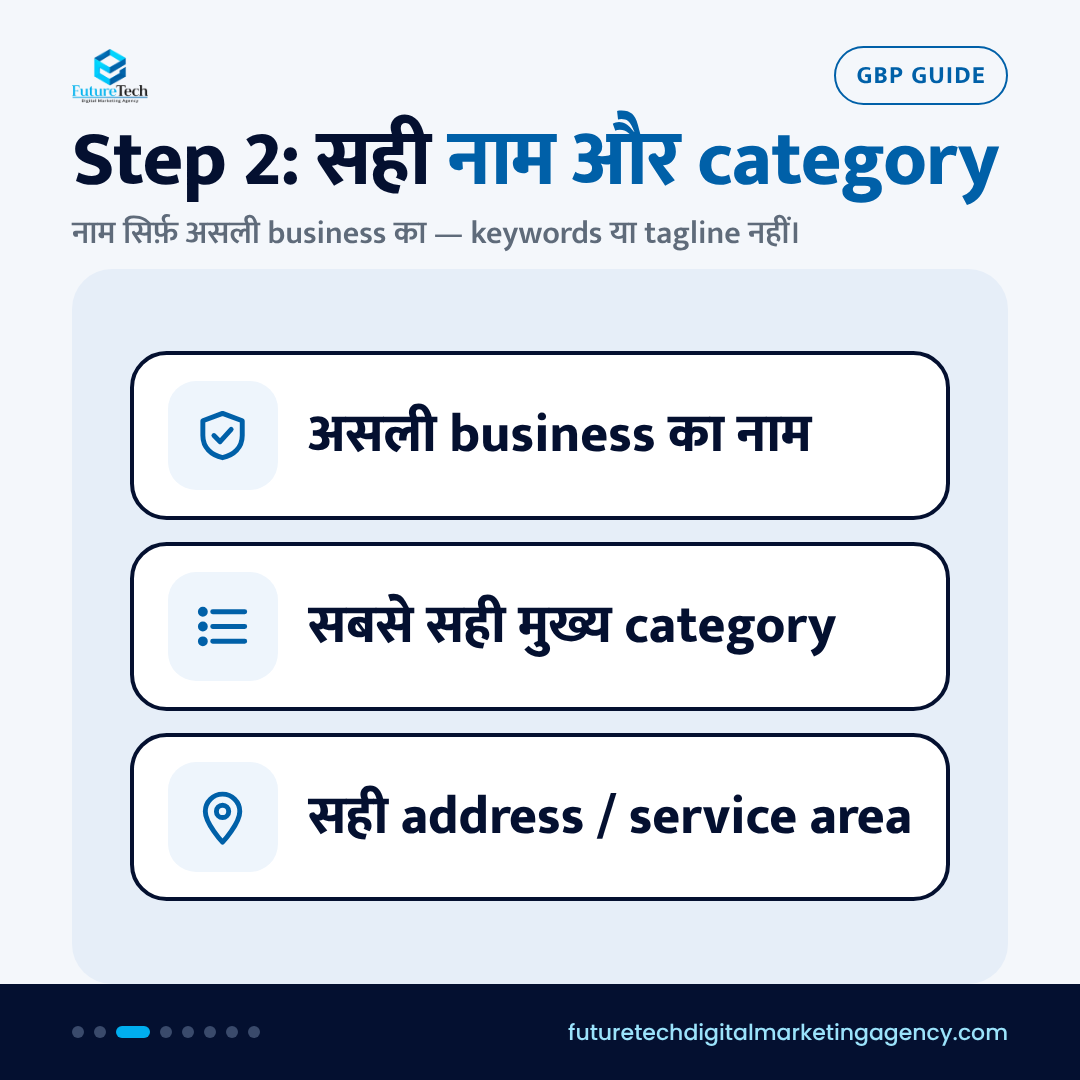 FutureTech
Digital Marketing Agency
GBP GUIDE
Step 2: सही नाम और category
नाम सिर्फ़ असली business का — keywords या tagline नहीं।
असली business का नाम
सबसे सही मुख्य category
सही address / service area
futuretechdigitalmarketingagency.com